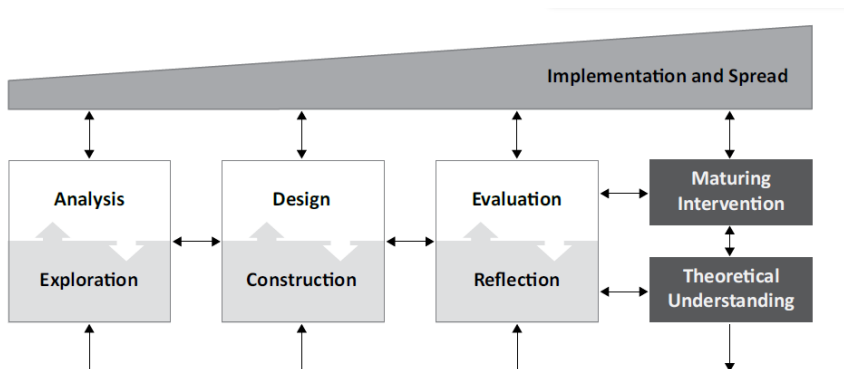 Implementation and Spread
Analysis
Design
Evaluation
Maturing
Intervention
Exploration
Construction
Reflection
Theoretical
Understanding